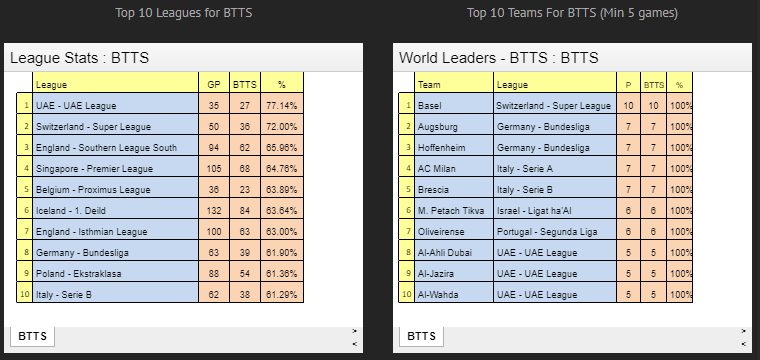 Top 10 Leagues for BTTS
League Stats : BTTS
League GP BTTS %
1 UAE - UAE League 35 27 77.14%
2 Switzerland - Super League 50 36 72.00%
3 England - Southern League South 94 62 65.96%
4 Singapore - Premier League 105 68 64.76%
5 Belgium - Proximus League 36 23 63.89%
6 Iceland - 1. Deild 132 84 63.64%
7 England - Isthmian League 100 63 63.00%
8 Germany - Bundesliga 63 39 61.90%
9 Poland - Ekstraklasa 88 54 61.36%
10 Italy - Serie B 62 38 61.29%
BTTS
>
<
Top 10 Teams For BTTS (Min 5 games)
World Leaders - BTTS : BTTS
Team League P BTTS %
1 Basel Switzerland - Super League 10 10 100%
2 Augsburg Germany - Bundesliga 7 7 100%
3 Hoffenheim Germany - Bundesliga 7 7 100%
4 AC Milan Italy - Serie A 7 7 100%
5 Brescia Italy - Serie B 7 7 100%
6 M. Petach Tikva Israel - Ligat ha'Al 6 6 100%
7 Oliveirense Portugal - Segunda Liga 6 6 100%
8 Al-Ahli Dubai UAE - UAE League 5 5 100%
9 Al-Jazira UAE - UAE League 5 5 100%
10 Al-Wahda UAE - UAE League 5 5 100%
BTTS
>
<